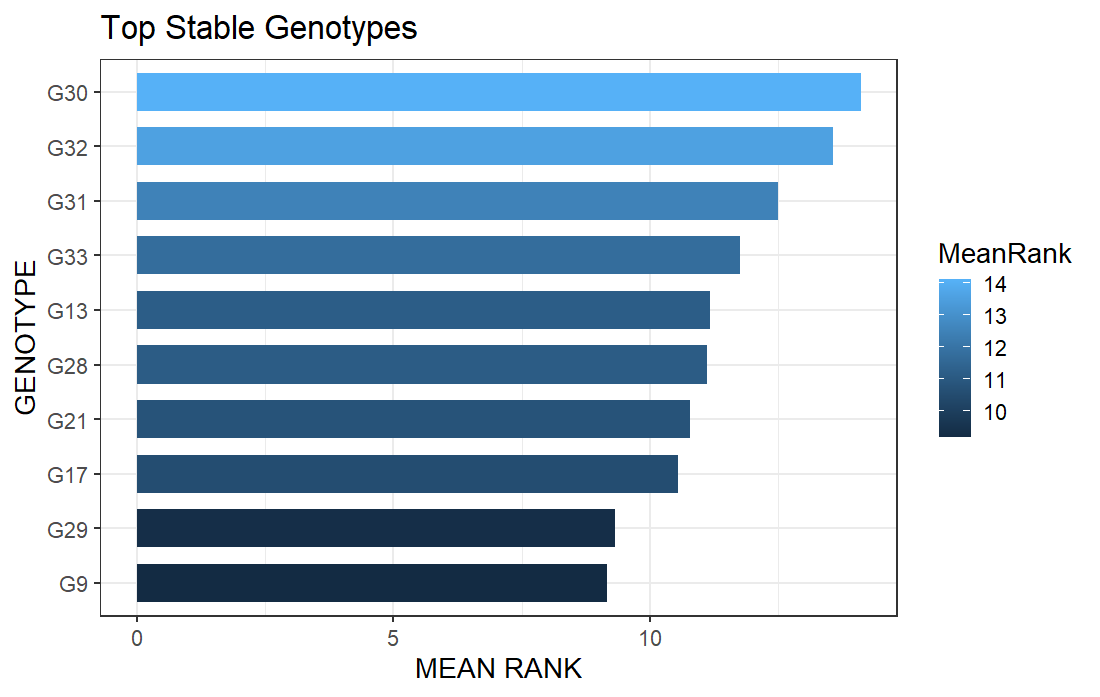 Top Stable Genotypes
GENOTYPE
G30
G32
G31
G33
G13
G28
G21
G17
G29
G9
0 5 10
MEAN RANK
MeanRank
14
13
12
11
10